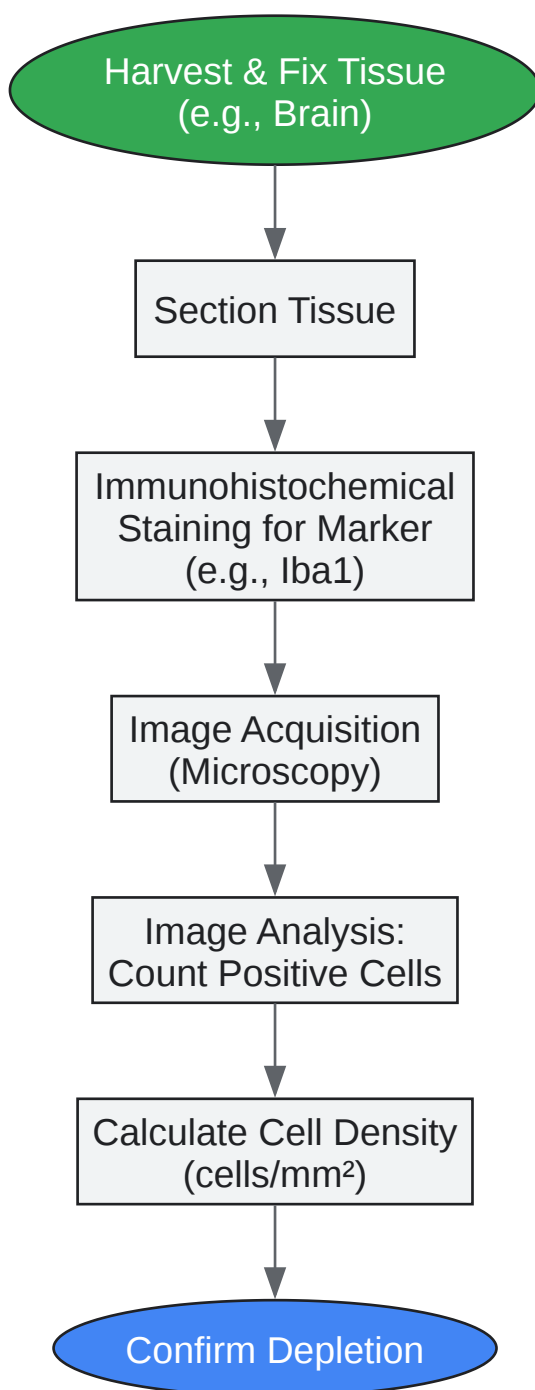 Harvest & Fix Tissue
(e.g., Brain)
Section Tissue
Immunohistochemical
Staining for Marker
(e.g., Iba1)
Image Acquisition
(Microscopy)
Image Analysis:
Count Positive Cells
Calculate Cell Density
(cells/mm²)
Confirm Depletion